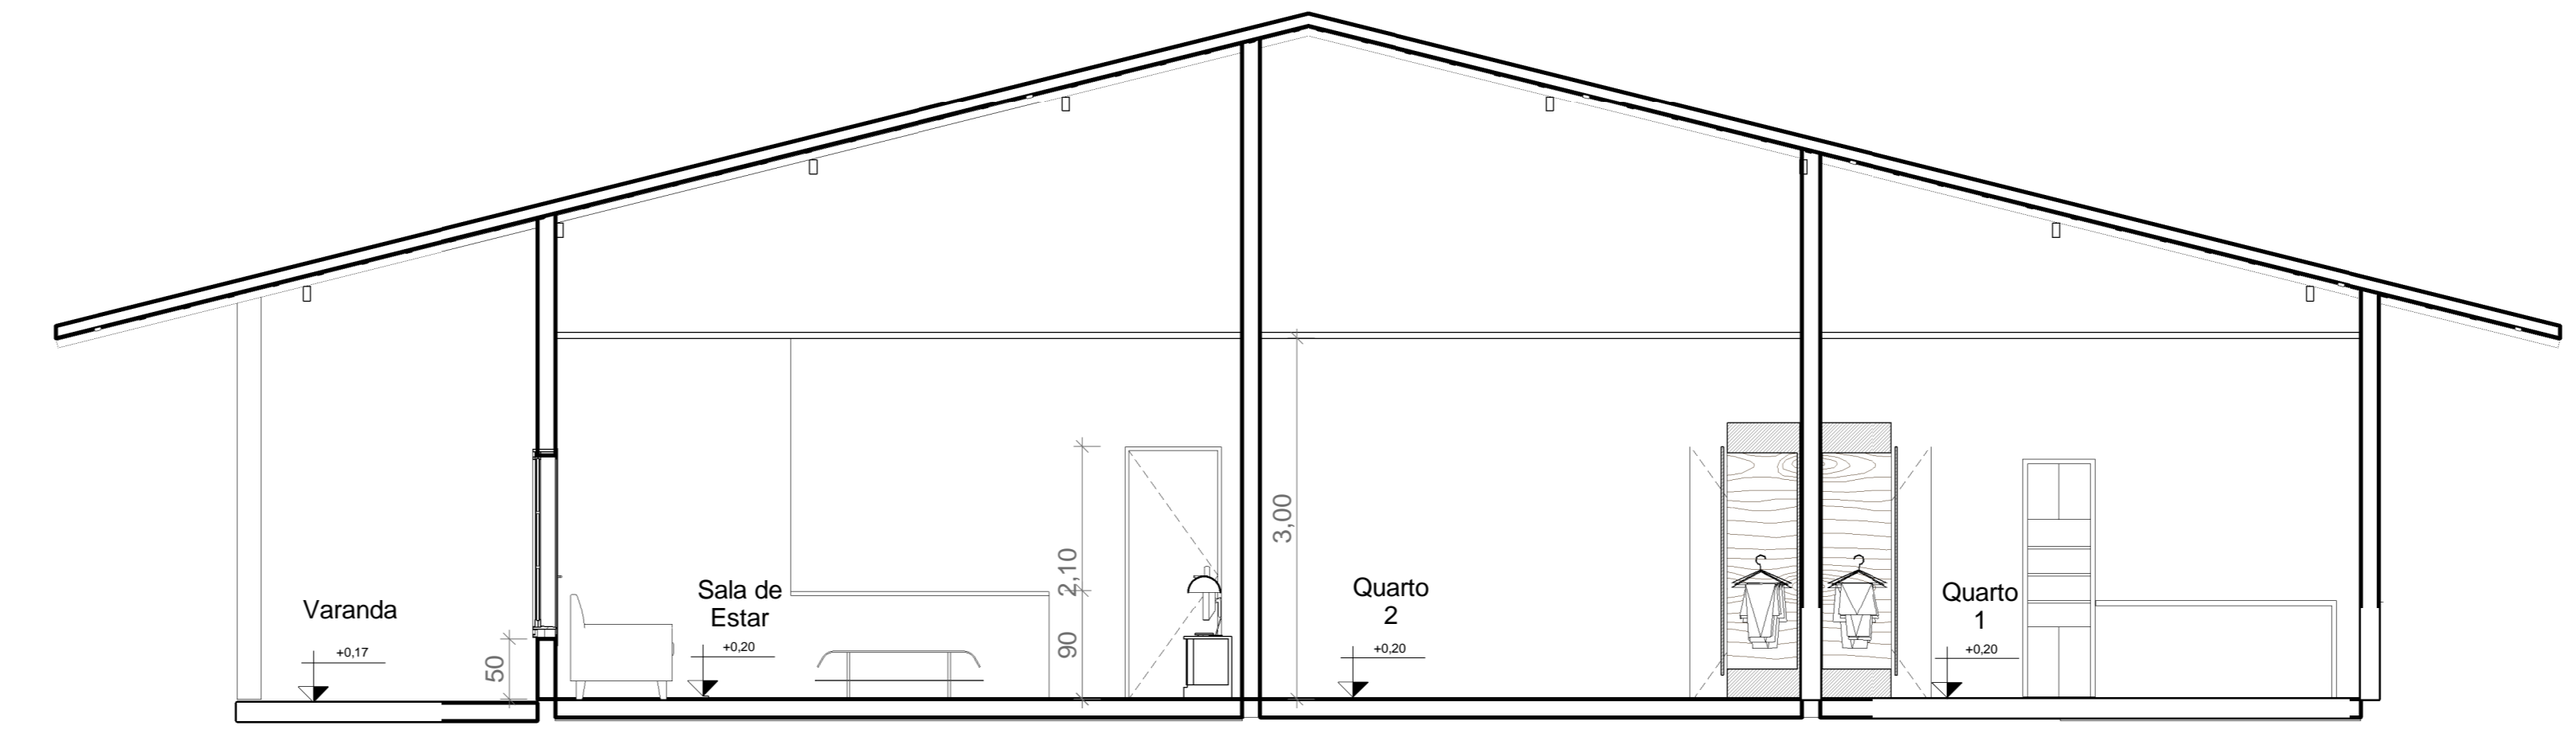 Varanda
+0,17
50
Sala de
Estar
+0,20
90
2,10
3,00
Quarto
2
+0,20
Quarto
1
+0,20